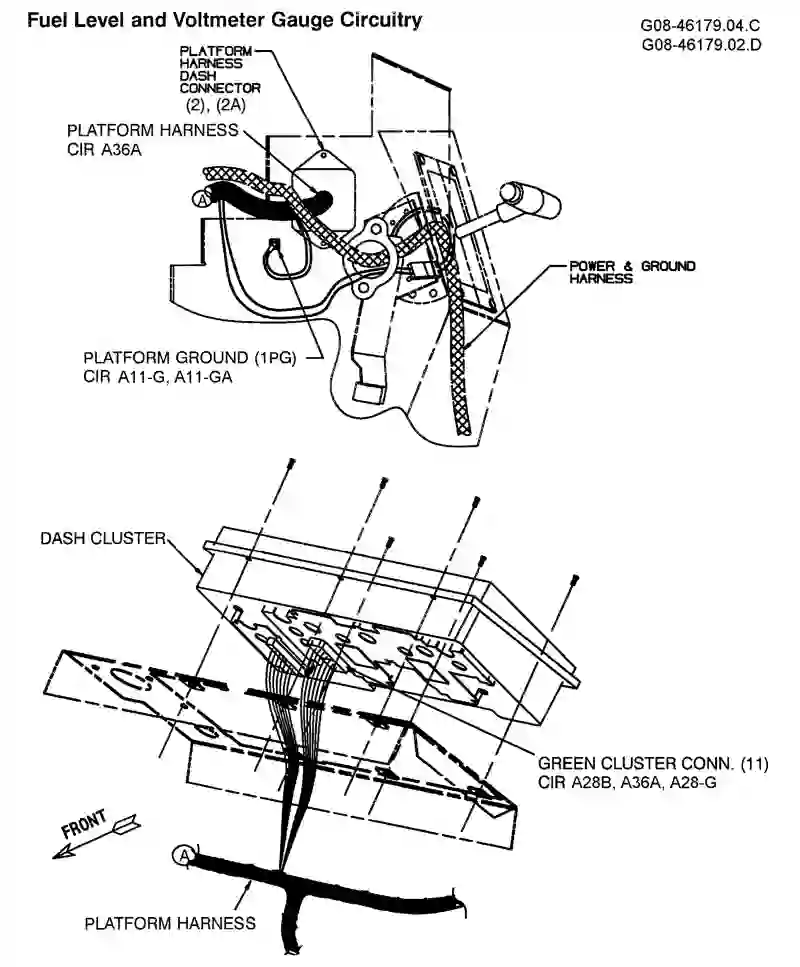 Fuel Level and Voltmeter Gauge Circuitry
G08-46179.04.C
G08-46179.02.D
PLATFORM
HARNESS
DASH
CONNECTOR
(2), (2A)
PLATFORM HARNESS
CIR A36A
A
POWER & GROUND
HARNESS
PLATFORM GROUND (1PG)
CIR A11-G, A11-GA
DASH CLUSTER
GREEN CLUSTER CONN. (11)
CIR A28B, A36A, A28-G
FRONT
A
PLATFORM HARNESS